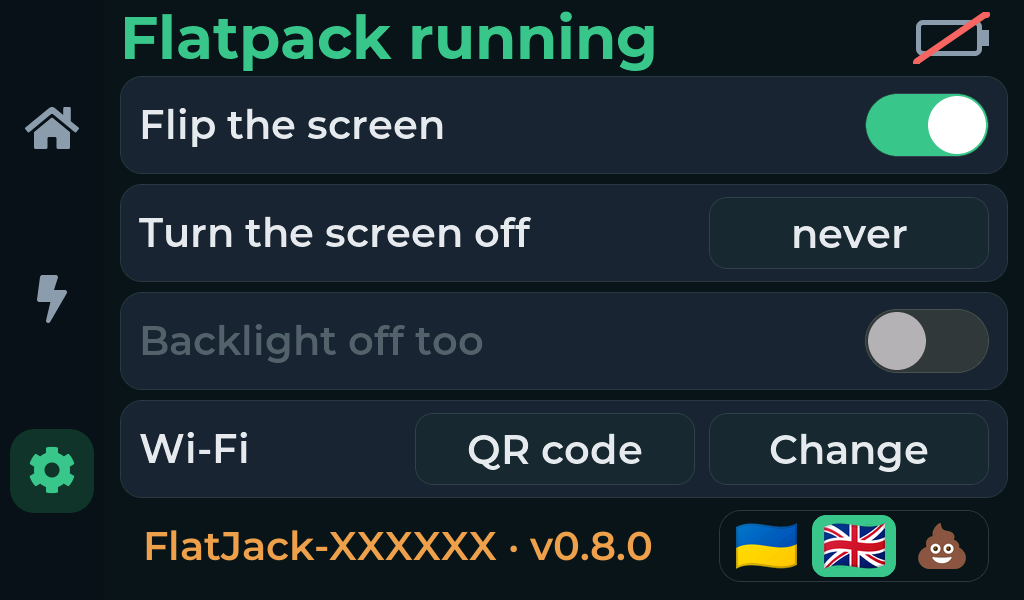 Flatpack running
Flip the screen
Turn the screen off never
Backlight off too
Wi-Fi QR code Change
FlatJack-XXXXXX · v0.8.0